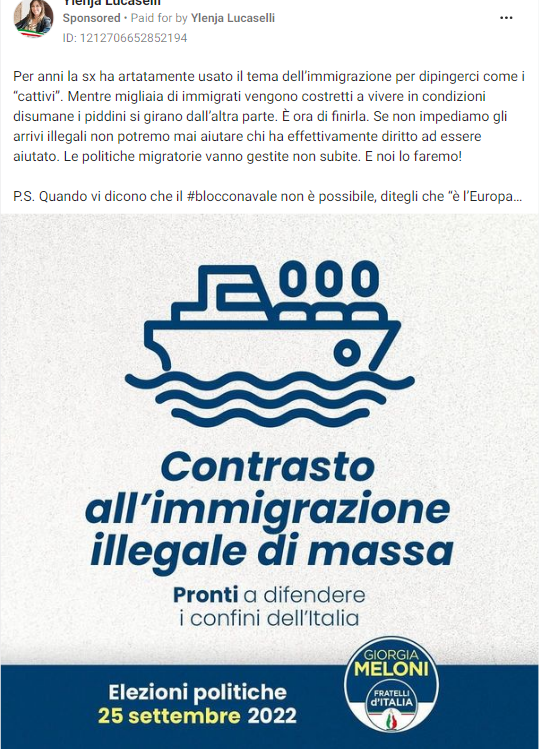 Ylenja Lucaselli
Sponsored • Paid for by Ylenja Lucaselli
ID: 1212706652852194
Per anni la sx ha artatamente usato il tema dell'immigrazione per dipingerci come i
“cattivi”. Mentre migliaia di immigrati vengono costretti a vivere in condizioni
disumane i piddini si girano dall'altra parte. È ora di finirla. Se non impediamo gli
arrivi illegali non potremo mai aiutare chi ha effettivamente diritto ad essere
aiutato. Le politiche migratorie vanno gestite non subite. E noi lo faremo!
P.S. Quando vi dicono che il #blocconavale non è possibile, ditegli che “è l'Europa...
Contrasto
all'immigrazione
illegale di massa
Pronti a difendere
i confini dell'Italia
Elezioni politiche
25 settembre 2022
GIORGIA
MELONI
FRATELLI
d'ITALIA